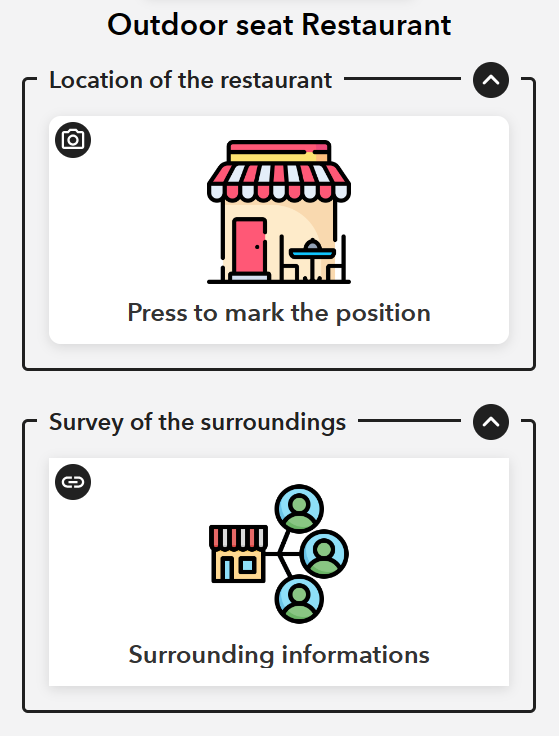 Outdoor seat Restaurant
Location of the restaurant
Press to mark the position
Survey of the surroundings
Surrounding informations